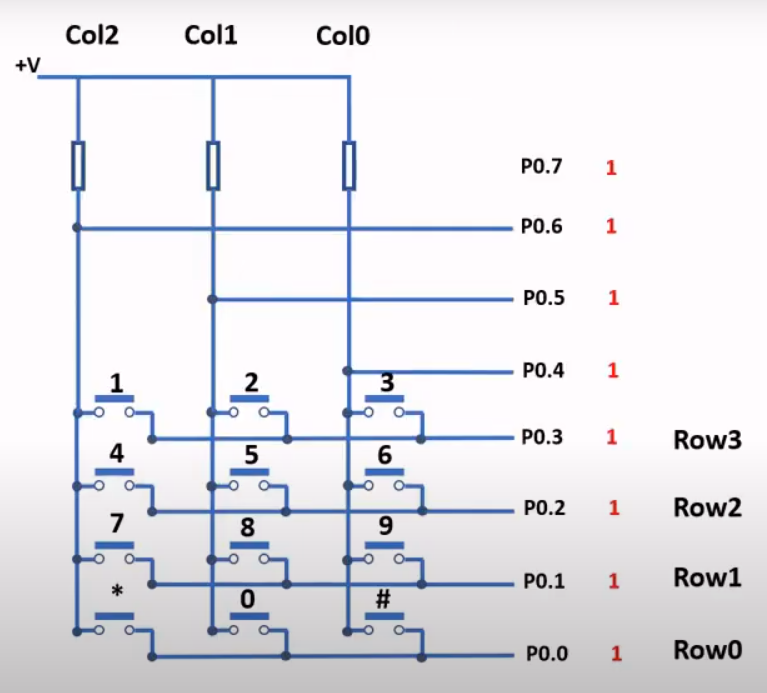 Col2 Col1 Col0
+V
P0.7 1
P0.6 1
P0.5 1
P0.4 1
1 2 3
P0.3 1 Row3
4 5 6
P0.2 1 Row2
7 8 9
P0.1 1 Row1
* 0 #
P0.0 1 Row0